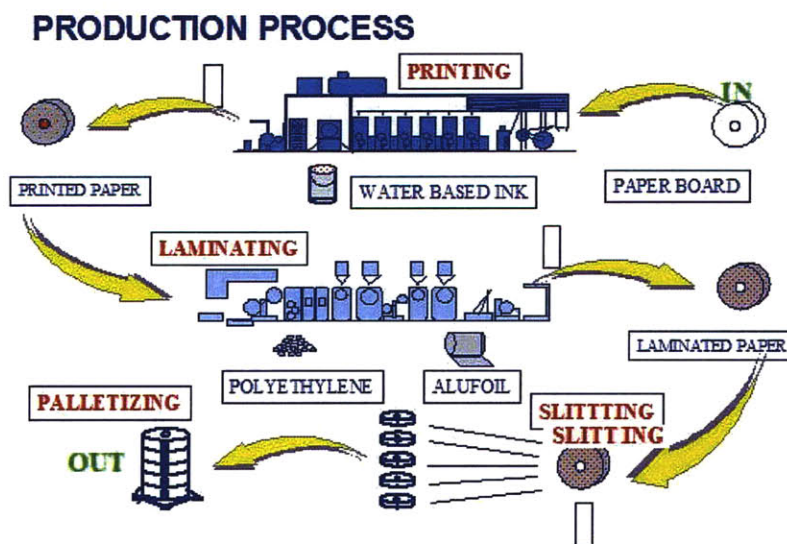 PRODUCTION PROCESS
PRINTING
IN
PRINTED PAPER
WATER BASED INK
PAPER BOARD
LAMINATING
LAMINATED PAPER
POLYETHYLENE
ALUFOIL
PALLETIZING
SLITTTING
SLITTING
OUT